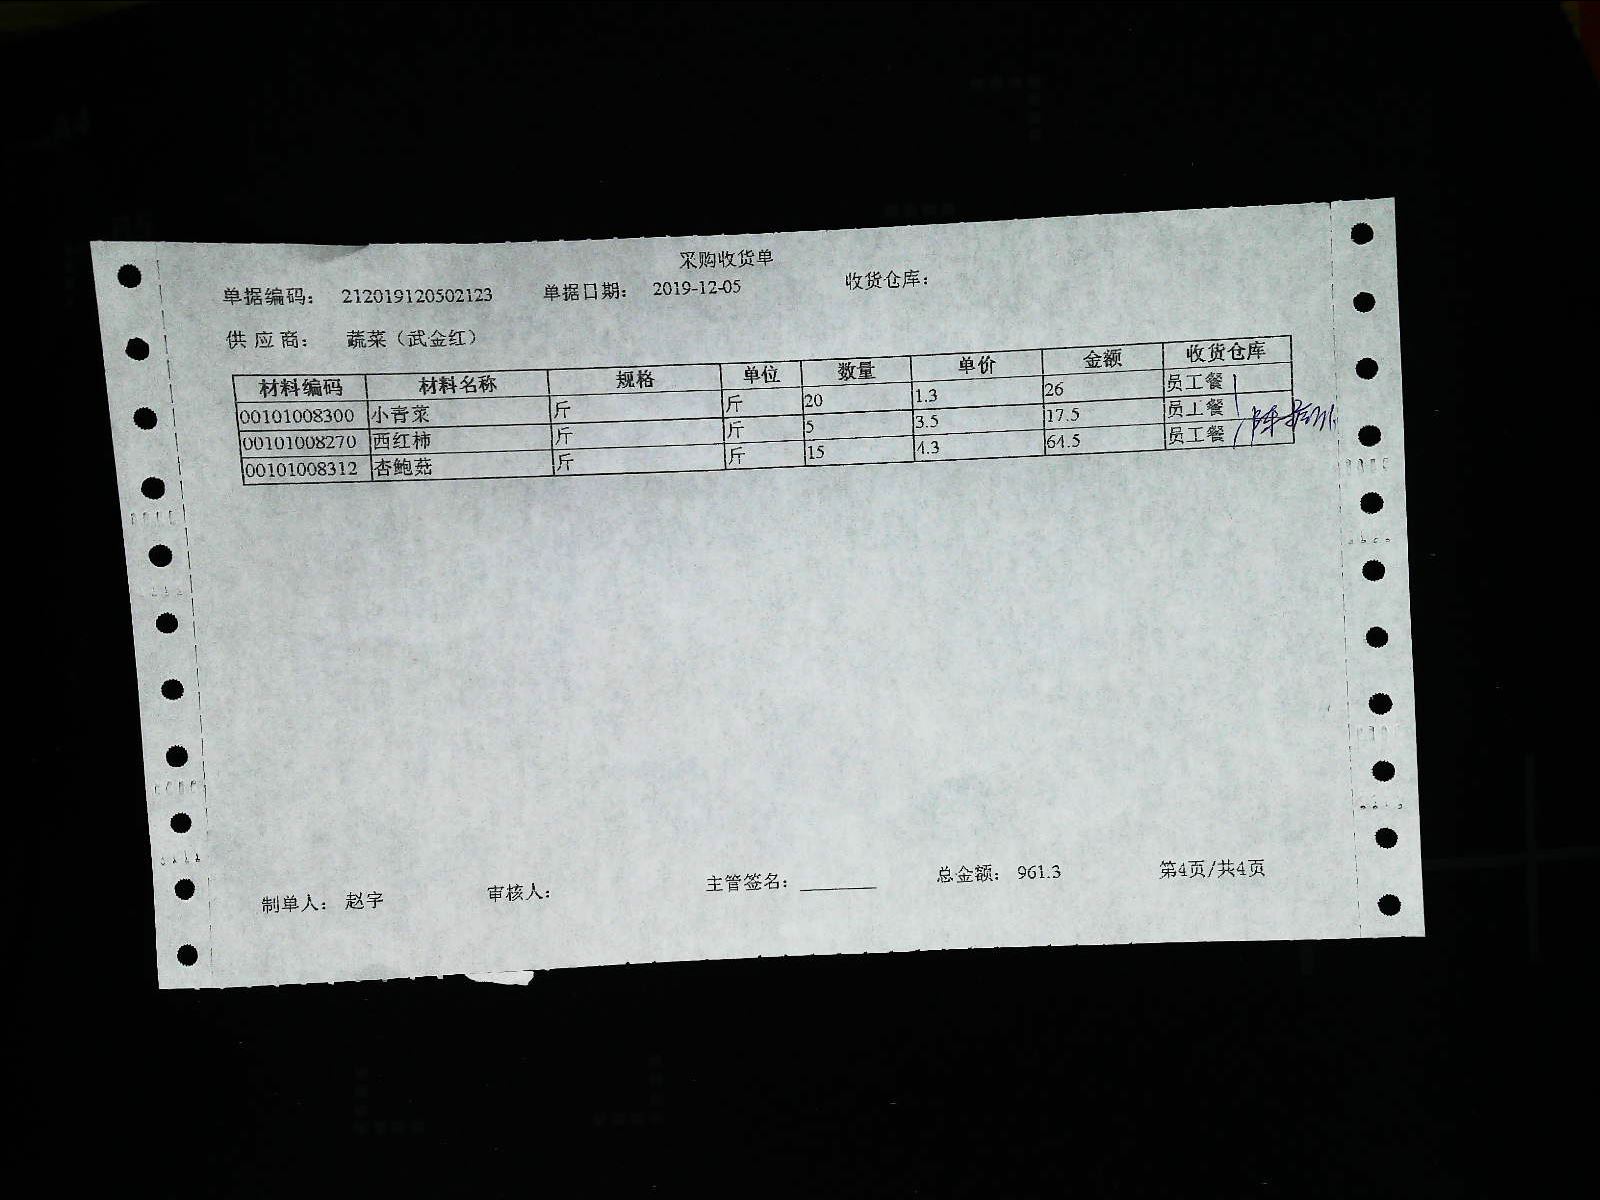 采购收货单
单据编码： 212019120502123 单据日期： 2019-12-05 收货仓库：
供 应 商： 蔬菜（武金红）
材料编码 材料名称 规格 单位 数量 单价 金额 收货仓库
00101008300 小青菜 斤 斤 20 1.3 26 员工餐
00101008270 西红柿 斤 斤 5 3.5 17.5 员工餐
00101008312 杏鲍菇 斤 斤 15 4.3 64.5 员工餐
制单人： 赵宇 审核人： 主管签名： 总金额： 961.3 第4页/共4页